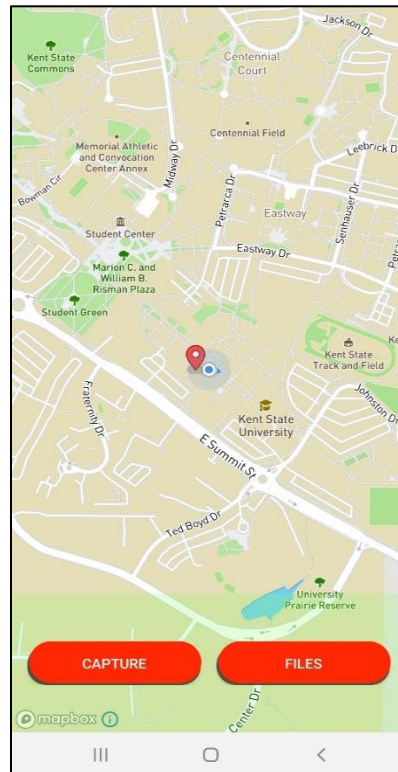 Jackson Dr
Kent State
Commons
Centennial
Court
Memorial Athletic
and Convocation
Center Annex
Midway Dr
Centennial Field
Leebrick D
Bowman Cir
Petrarca Dr
Eastway
Senhauser Dr
Student Center
Eastway Dr
Petra
Marion C. and
William B.
Risman Plaza
Student Green
Kent State
Track and Field
Ke
Fraternity Dr
Kent State
University
Johnston Dr
E Summit St
Ted Boyd Dr
University
Prairie Reserve
CAPTURE
FILES
Center Dr
mapbox